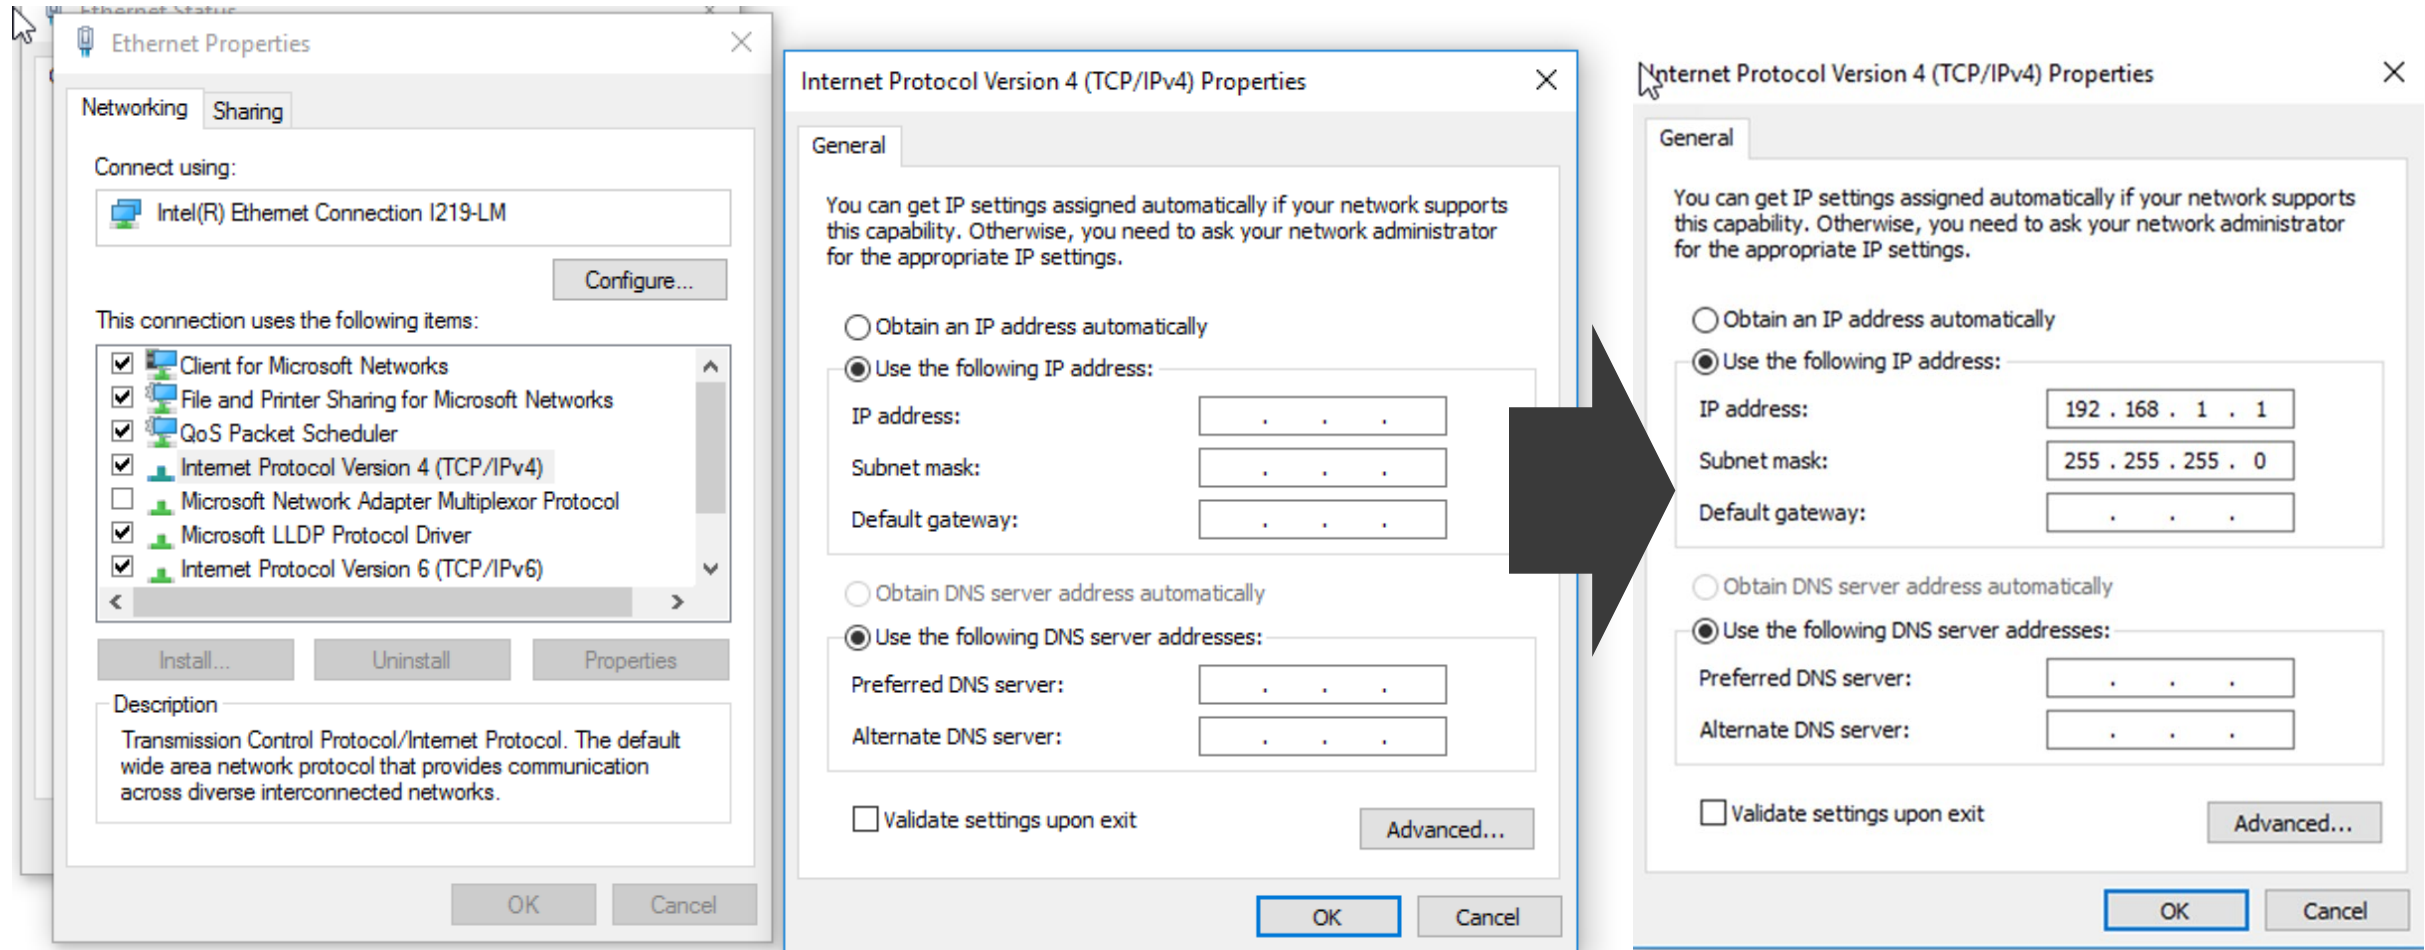 Ethernet Status
Ethernet Properties
Networking
Sharing
Connect using:
Intel(R) Ethernet Connection I219-LM
Configure...
This connection uses the following items:
Client for Microsoft Networks
File and Printer Sharing for Microsoft Networks
QoS Packet Scheduler
Internet Protocol Version 4 (TCP/IPv4)
Microsoft Network Adapter Multiplexor Protocol
Microsoft LLDP Protocol Driver
Internet Protocol Version 6 (TCP/IPv6)
Install...
Uninstall
Properties
Description
Transmission Control Protocol/Internet Protocol. The default
wide area network protocol that provides communication
across diverse interconnected networks.
OK
Cancel
Internet Protocol Version 4 (TCP/IPv4) Properties
General
You can get IP settings assigned automatically if your network supports
this capability. Otherwise, you need to ask your network administrator
for the appropriate IP settings.
Obtain an IP address automatically
Use the following IP address:
IP address: . . .
Subnet mask: . . .
Default gateway: . . .
Obtain DNS server address automatically
Use the following DNS server addresses:
Preferred DNS server: . . .
Alternate DNS server: . . .
Validate settings upon exit
Advanced...
OK
Cancel
Internet Protocol Version 4 (TCP/IPv4) Properties
General
You can get IP settings assigned automatically if your network supports
this capability. Otherwise, you need to ask your network administrator
for the appropriate IP settings.
Obtain an IP address automatically
Use the following IP address:
IP address: 192 . 168 . 1 . 1
Subnet mask: 255 . 255 . 255 . 0
Default gateway: . . .
Obtain DNS server address automatically
Use the following DNS server addresses:
Preferred DNS server: . . .
Alternate DNS server: . . .
Validate settings upon exit
Advanced...
OK
Cancel